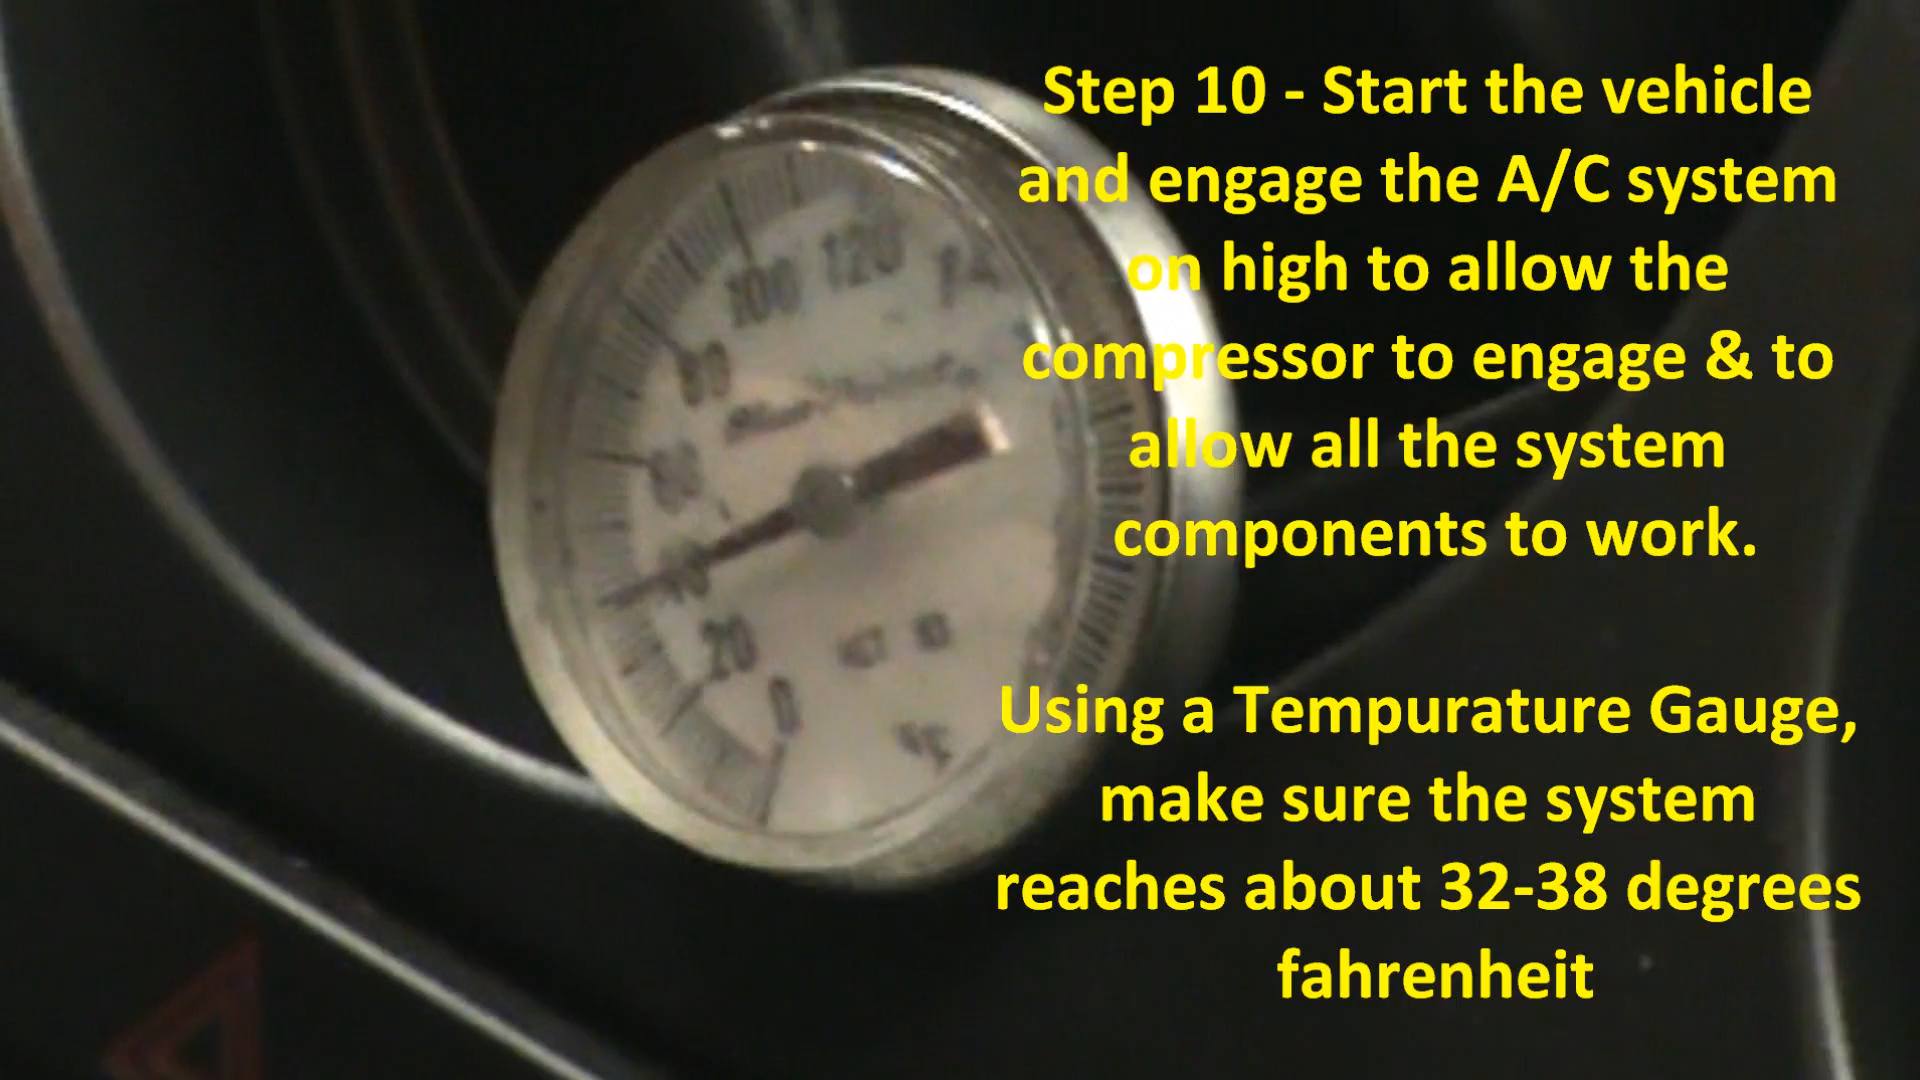 Step 10 - Start the vehicle
and engage the A/C system
on high to allow the
compressor to engage & to
allow all the system
components to work.
Using a Tempurature Gauge,
make sure the system
reaches about 32-38 degrees
fahrenheit
100
120
80
20
0